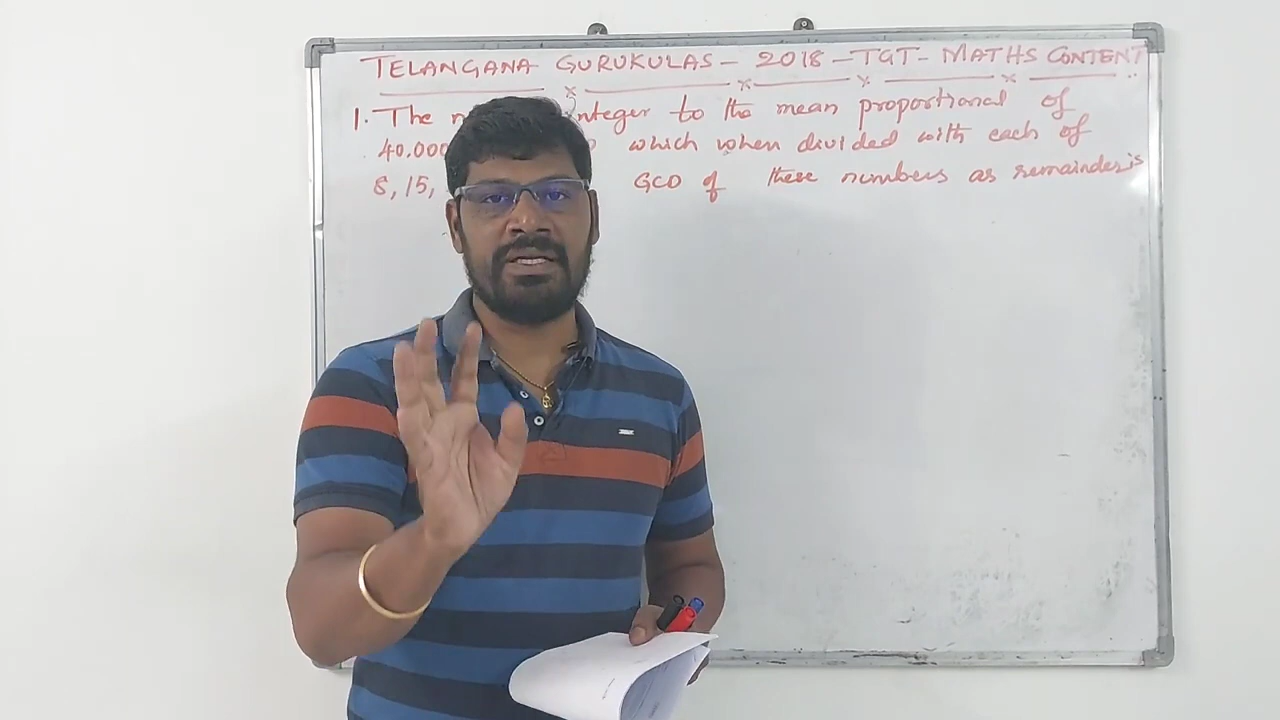 TELANGANA GURUKULAS - 2018 - TGT - MATHS CONTENT
1. The integer to the mean proportional of
40,000 which when divided with each of
8, 15, GCD of these numbers as remainder is